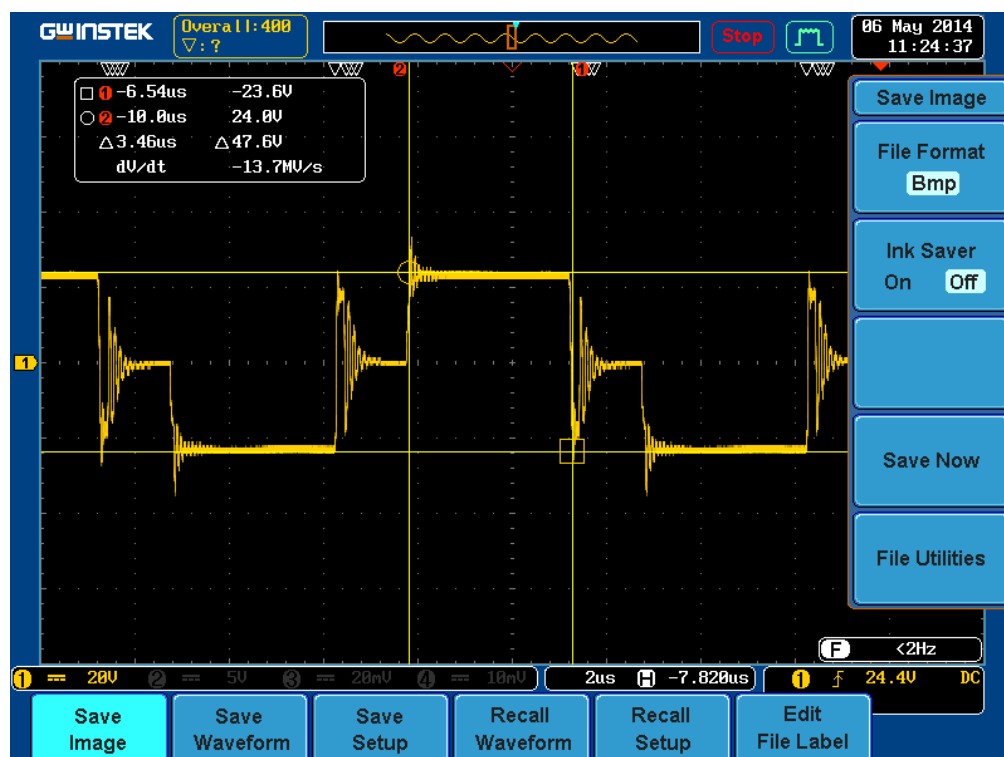 GWINSTEK
Overall:400
▽:?
Stop
06 May 2014
11:24:37
2
1
□ 1 -6.54us -23.6V
○ 2 -10.0us 24.0V
△3.46us △47.6V
dV/dt -13.7MV/s
1
Save Image
File Format
Bmp
Ink Saver
On Off
Save Now
File Utilities
F <2Hz
1 20V 2 5V 3 20mV 4 10mV 2us H -7.820us 1 24.4V DC
Save Image
Save Waveform
Save Setup
Recall Waveform
Recall Setup
Edit File Label